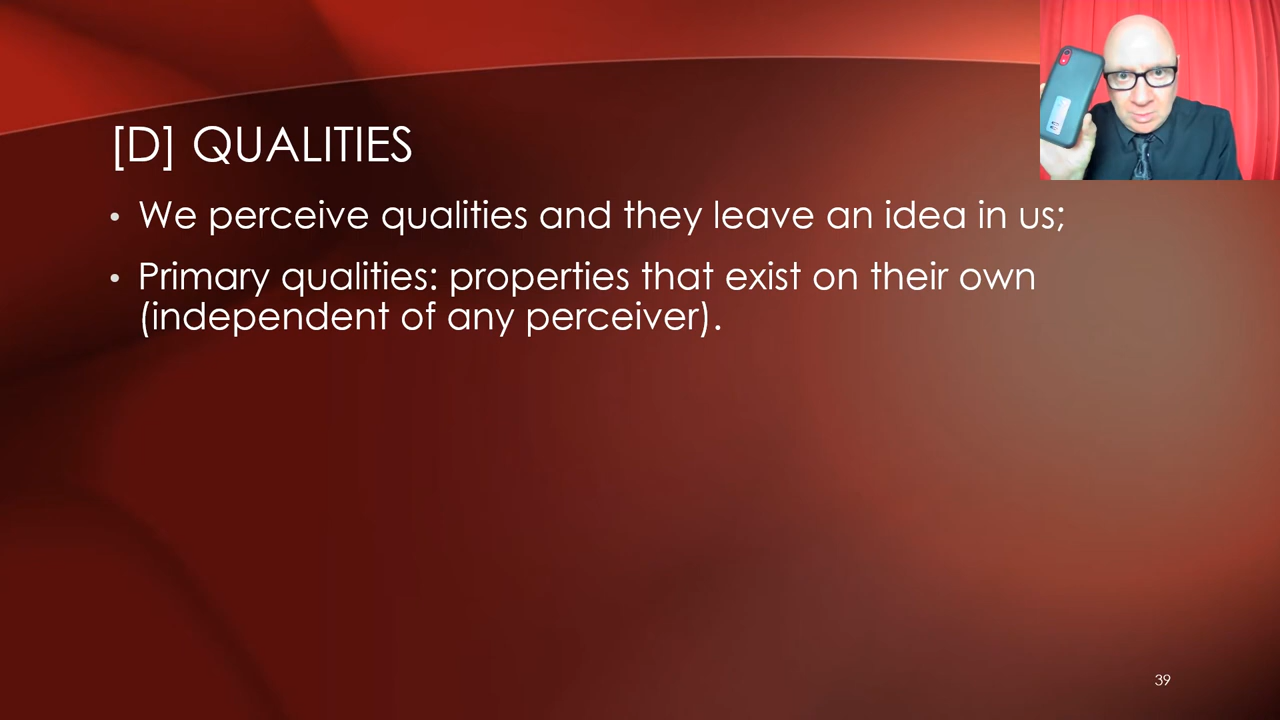 [D] QUALITIES
• We perceive qualities and they leave an idea in us;
• Primary qualities: properties that exist on their own
(independent of any perceiver).
39